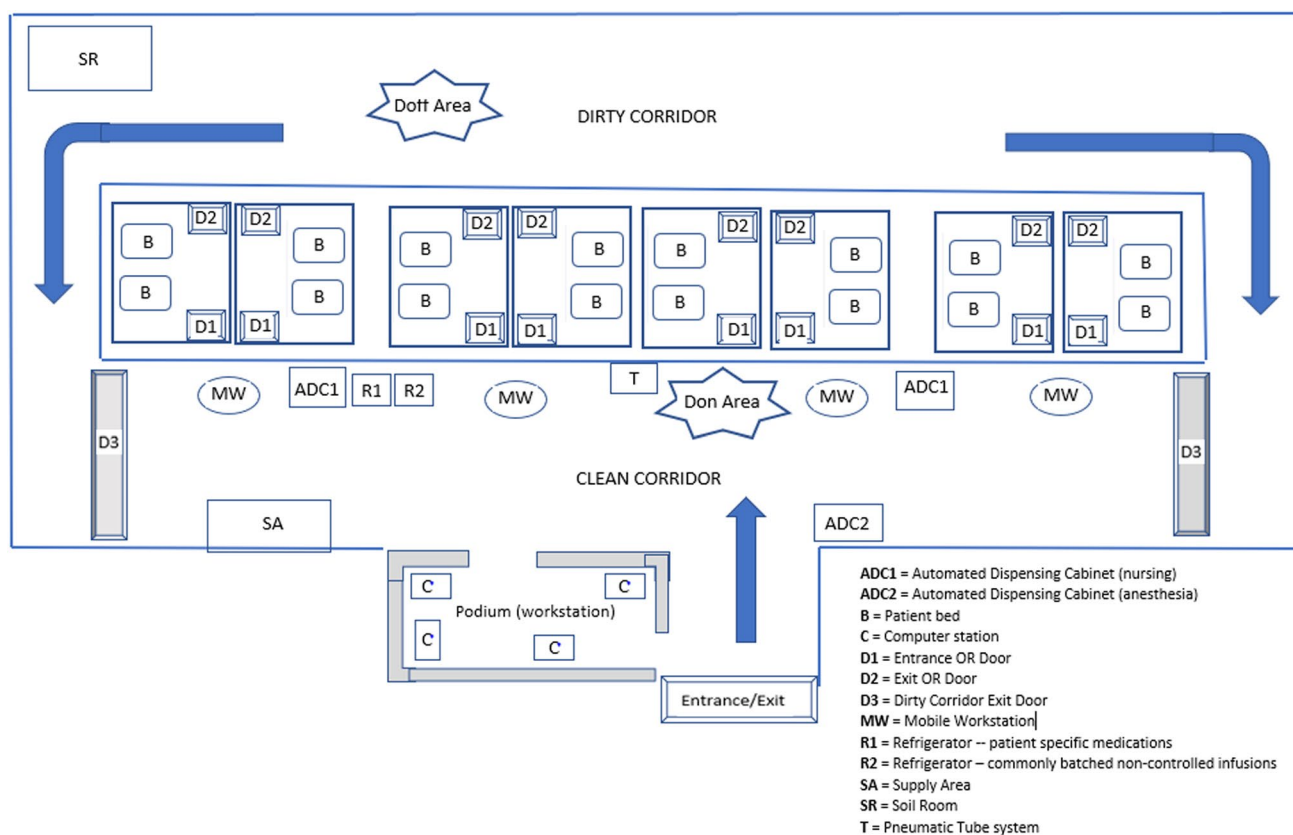 SR
Doff Area
DIRTY CORRIDOR
D2 D2 D2 D2 D2 D2 D2 D2
B B B B B B B B
B B B B B B B B
D1 D1 D1 D1 D1 D1 D1 D1
MW ADC1 R1 R2 MW T Don Area MW ADC1 MW
D3 D3
CLEAN CORRIDOR
SA ADC2
C C
Podium (workstation)
C C
Entrance/Exit
ADC1 = Automated Dispensing Cabinet (nursing)
ADC2 = Automated Dispensing Cabinet (anesthesia)
B = Patient bed
C = Computer station
D1 = Entrance OR Door
D2 = Exit OR Door
D3 = Dirty Corridor Exit Door
MW = Mobile Workstation
R1 = Refrigerator -- patient specific medications
R2 = Refrigerator – commonly batched non-controlled infusions
SA = Supply Area
SR = Soil Room
T = Pneumatic Tube system